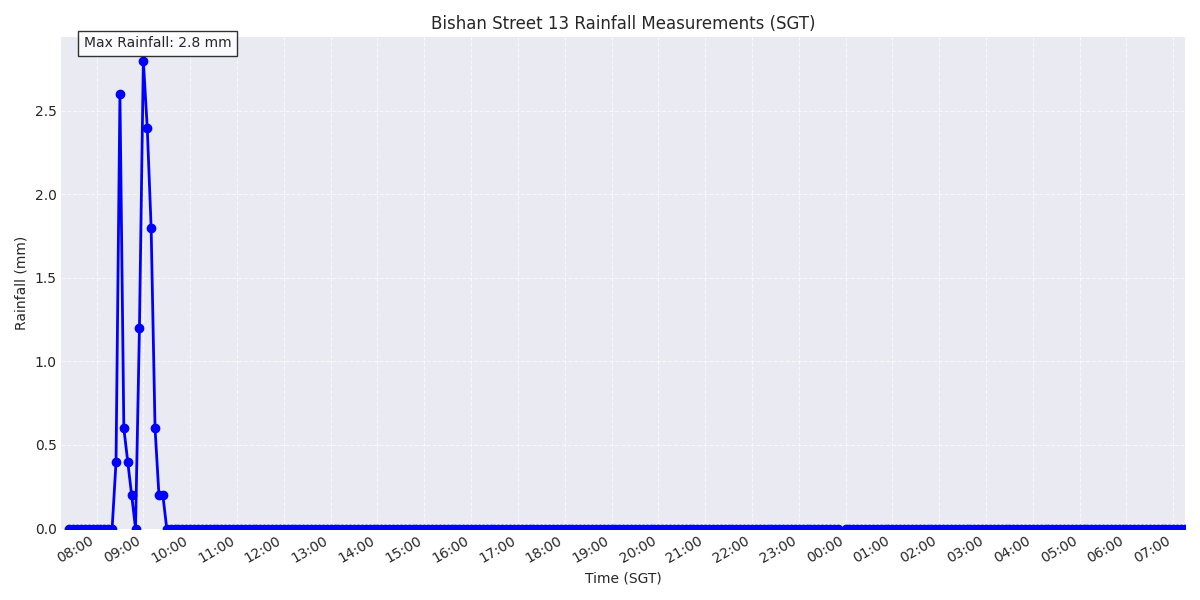 Bishan Street 13 Rainfall Measurements (SGT)
Max Rainfall: 2.8 mm
Rainfall (mm)
2.5
2.0
1.5
1.0
0.5
0.0
08:00 09:00 10:00 11:00 12:00 13:00 14:00 15:00 16:00 17:00 18:00 19:00 20:00 21:00 22:00 23:00 00:00 01:00 02:00 03:00 04:00 05:00 06:00 07:00
Time (SGT)